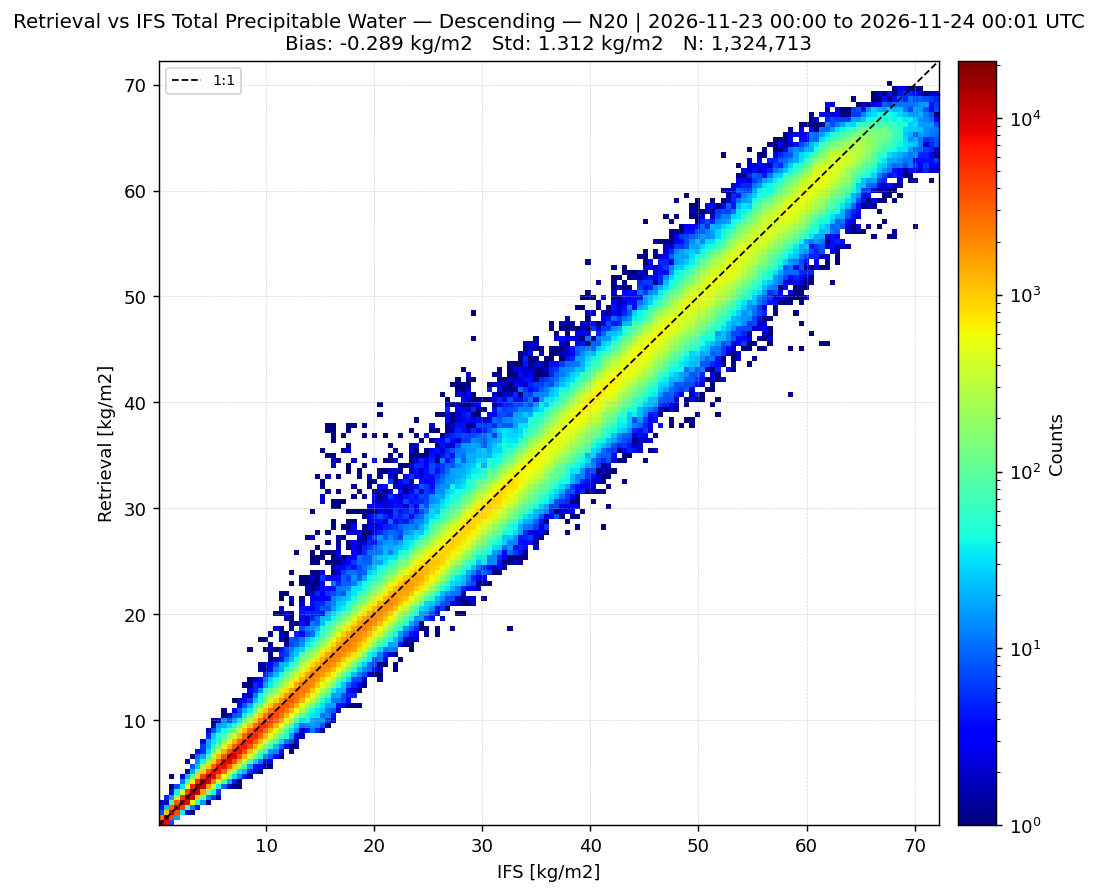 Retrieval vs IFS Total Precipitable Water — Descending — N20 | 2026-11-23 00:00 to 2026-11-24 00:01 UTC
Bias: -0.289 kg/m2   Std: 1.312 kg/m2   N: 1,324,713
1:1
70
60
50
40
30
20
10
Retrieval [kg/m2]
10 20 30 40 50 60 70
IFS [kg/m2]
10^4
10^3
10^2
10^1
10^0
Counts